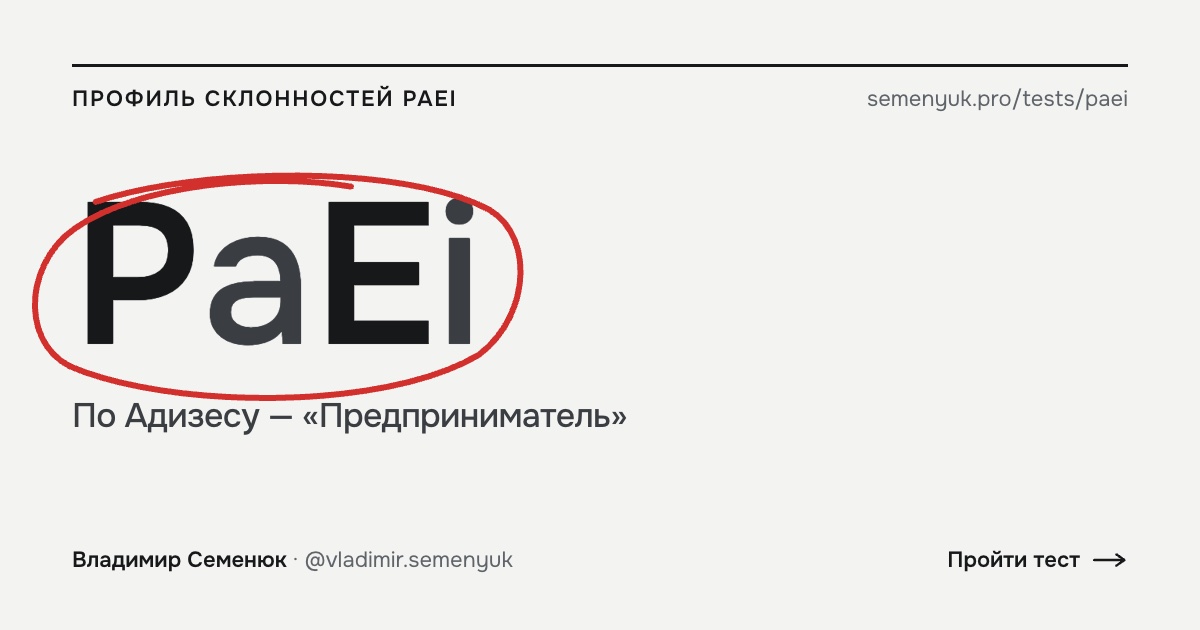 ПРОФИЛЬ СКЛОННОСТЕЙ PAEI
semenyuk.pro/tests/paei
PaEi
По Адизесу — «Предприниматель»
Владимир Семенюк · @vladimir.semenyuk
Пройти тест →